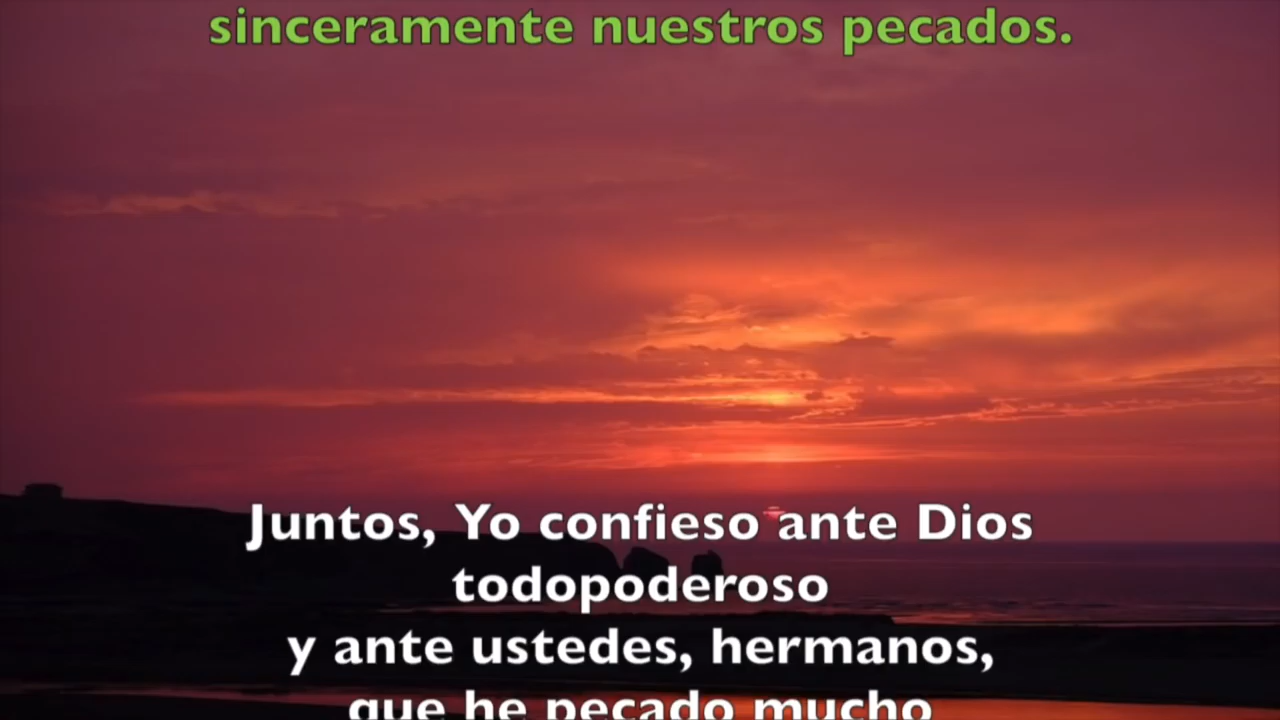 sinceramente nuestros pecados.
Juntos, Yo confieso ante Dios
todopoderoso
y ante ustedes, hermanos,
que he pecado mucho